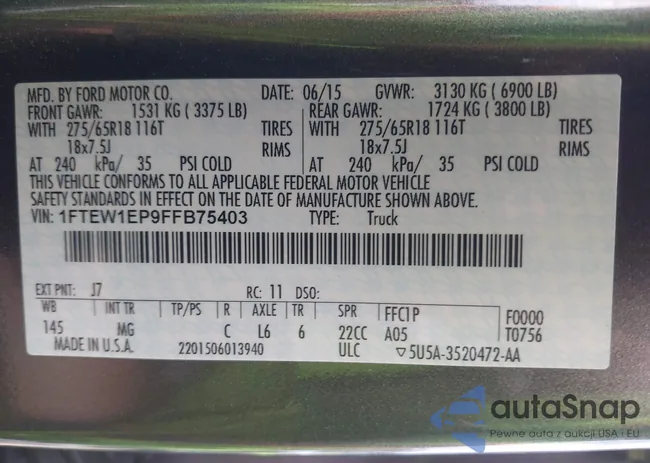 MFD. BY FORD MOTOR CO. DATE: 06/15 GVWR: 3130 KG (6900 LB)
FRONT GAWR: 1531 KG (3375 LB) REAR GAWR: 1724 KG (3800 LB)
WITH 275/65R18 116T TIRES WITH 275/65R18 116T TIRES
18x7.5J RIMS 18x7.5J RIMS
AT 240 kPa/ 35 PSI COLD AT 240 kPa/ 35 PSI COLD
THIS VEHICLE CONFORMS TO ALL APPLICABLE FEDERAL MOTOR VEHICLE
SAFETY STANDARDS IN EFFECT ON THE DATE OF MANUFACTURE SHOWN ABOVE.
VIN: 1FTEW1EP9FFB75403 TYPE: Truck
EXT PNT: J7 RC: 11 DSO:
WB INT TR TP/PS R AXLE TR SPR FFC1P F0000
145 MG C L6 6 22CC A05 T0756
MADE IN U.S.A. 2201506013940 ULC ▽5U5A-3520472-AA
autaSnap
Pewne auta z aukcji USA i EU